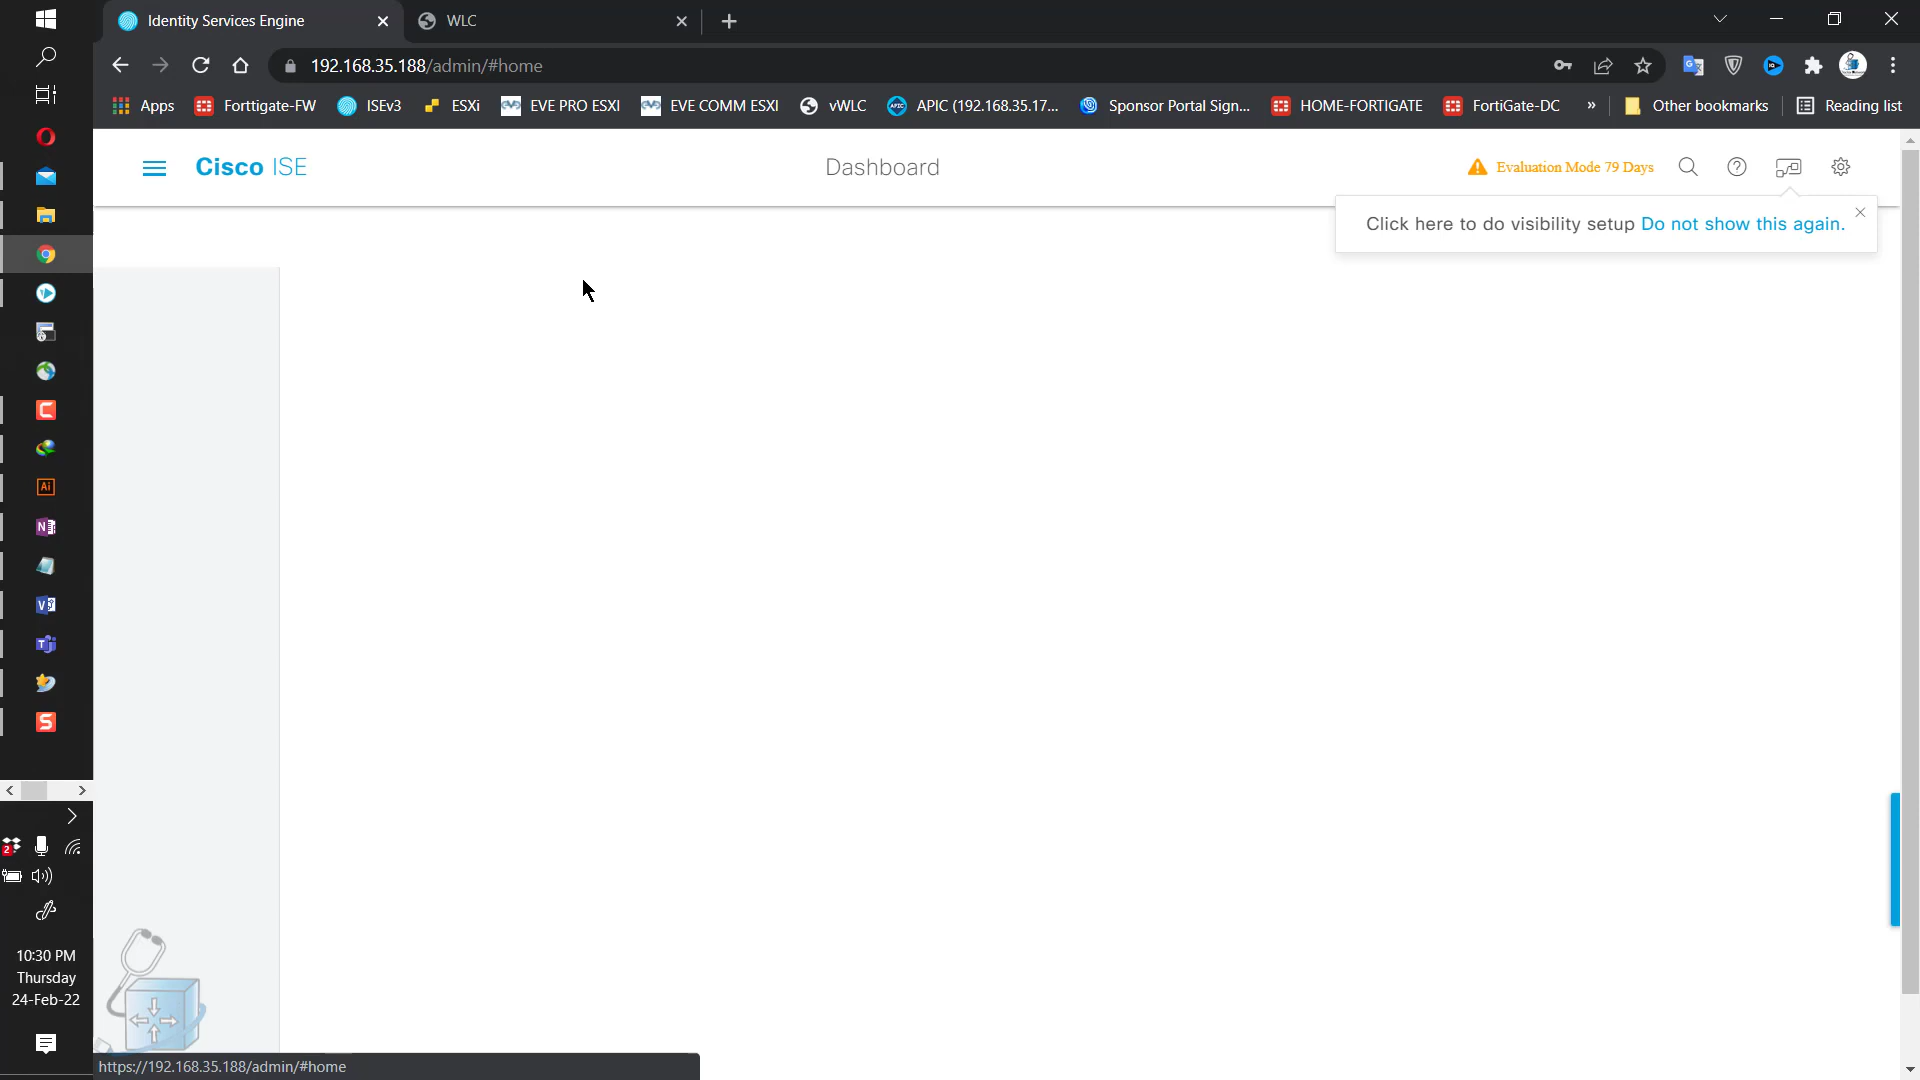 Identity Services Engine
WLC
192.168.35.188/admin/#home
Apps
Forttigate-FW
ISEv3
ESXi
EVE PRO ESXI
EVE COMM ESXI
vWLC
APIC (192.168.35.17...
Sponsor Portal Sign...
HOME-FORTIGATE
FortiGate-DC
»
Other bookmarks
Reading list
Cisco ISE
Dashboard
Evaluation Mode 79 Days
Click here to do visibility setup Do not show this again.
10:30 PM
Thursday
24-Feb-22
https://192.168.35.188/admin/#home